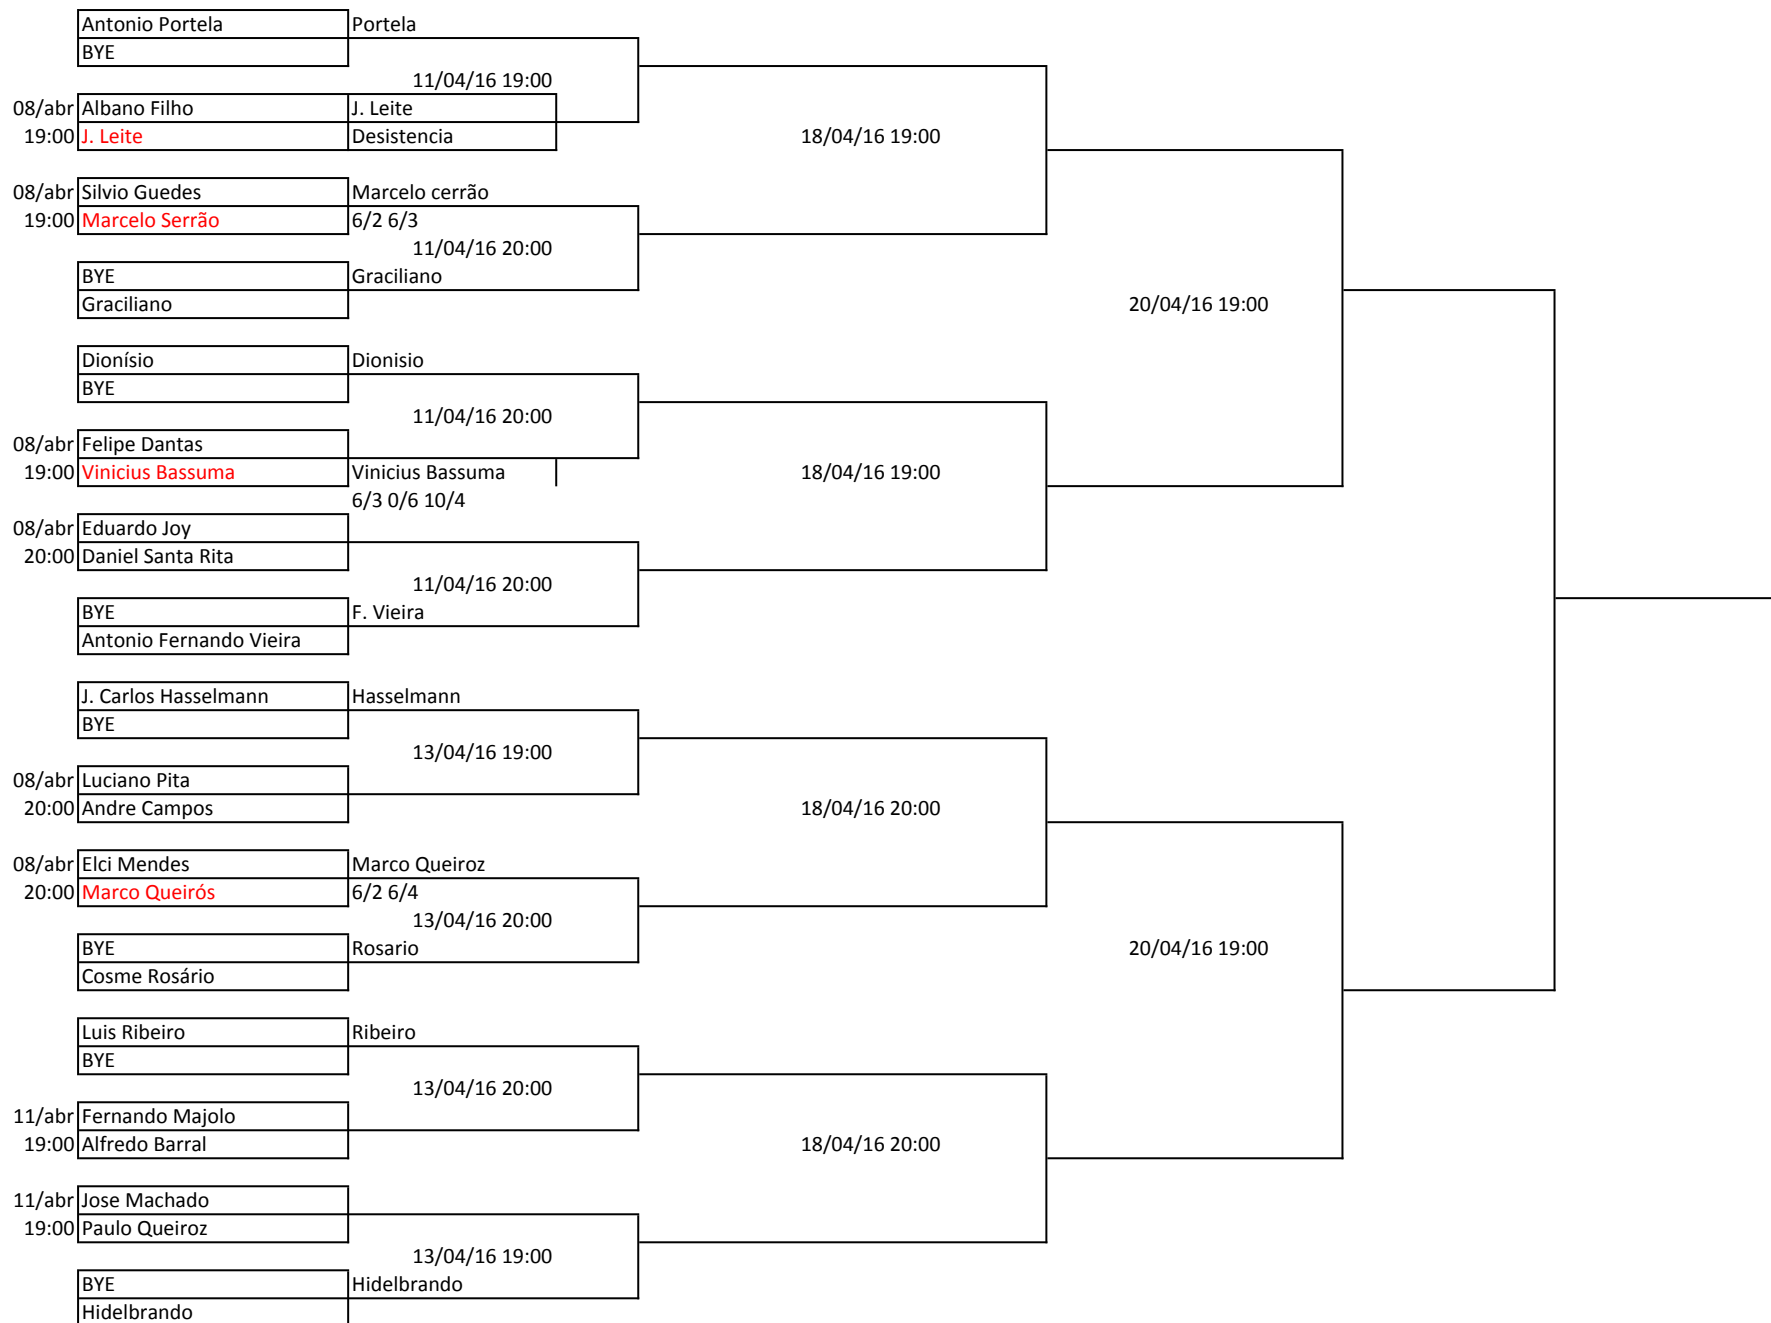 Antonio Portela Portela
BYE
11/04/16 19:00
08/abr Albano Filho J. Leite
19:00 J. Leite Desistencia 18/04/16 19:00
08/abr Silvio Guedes Marcelo cerrão
19:00 Marcelo Serrão 6/2 6/3
11/04/16 20:00
BYE Graciliano
Graciliano 20/04/16 19:00
Dionísio Dionisio
BYE
11/04/16 20:00
08/abr Felipe Dantas
19:00 Vinicius Bassuma Vinicius Bassuma 18/04/16 19:00
6/3 0/6 10/4
08/abr Eduardo Joy
20:00 Daniel Santa Rita
11/04/16 20:00
BYE F. Vieira
Antonio Fernando Vieira
J. Carlos Hasselmann Hasselmann
BYE
13/04/16 19:00
08/abr Luciano Pita
20:00 Andre Campos 18/04/16 20:00
08/abr Elci Mendes Marco Queiroz
20:00 Marco Queirós 6/2 6/4
13/04/16 20:00
BYE Rosario 20/04/16 19:00
Cosme Rosário
Luis Ribeiro Ribeiro
BYE
13/04/16 20:00
11/abr Fernando Majolo
19:00 Alfredo Barral 18/04/16 20:00
11/abr Jose Machado
19:00 Paulo Queiroz
13/04/16 19:00
BYE Hidelbrando
Hidelbrando